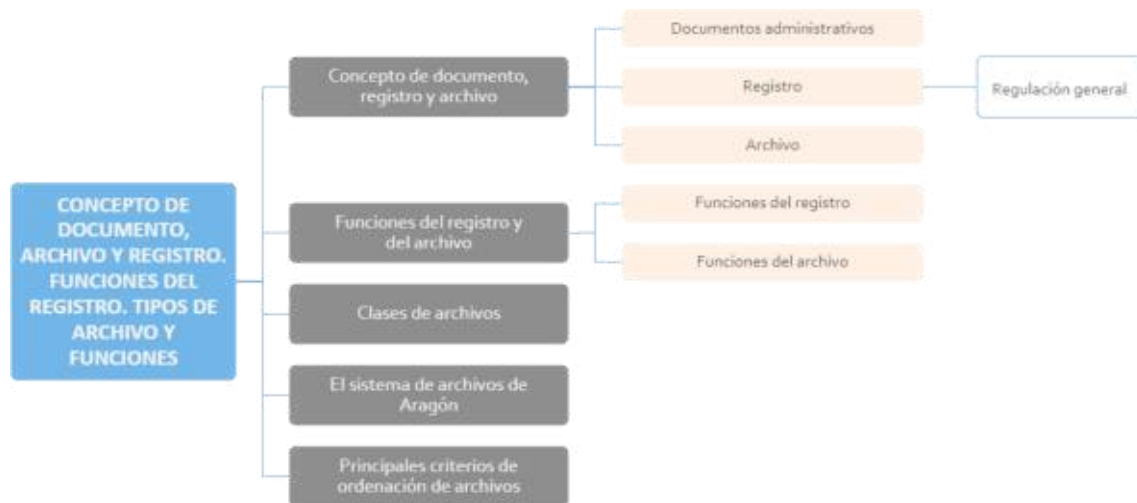 CONCEPTO DE
DOCUMENTO,
ARCHIVO Y REGISTRO.
FUNCIONES DEL
REGISTRO. TIPOS DE
ARCHIVO Y
FUNCIONES
Concepto de documento,
registro y archivo
Documentos administrativos
Registro
Regulación general
Archivo
Funciones del registro y
del archivo
Funciones del registro
Funciones del archivo
Clases de archivos
El sistema de archivos de
Aragón
Principales criterios de
ordenación de archivos